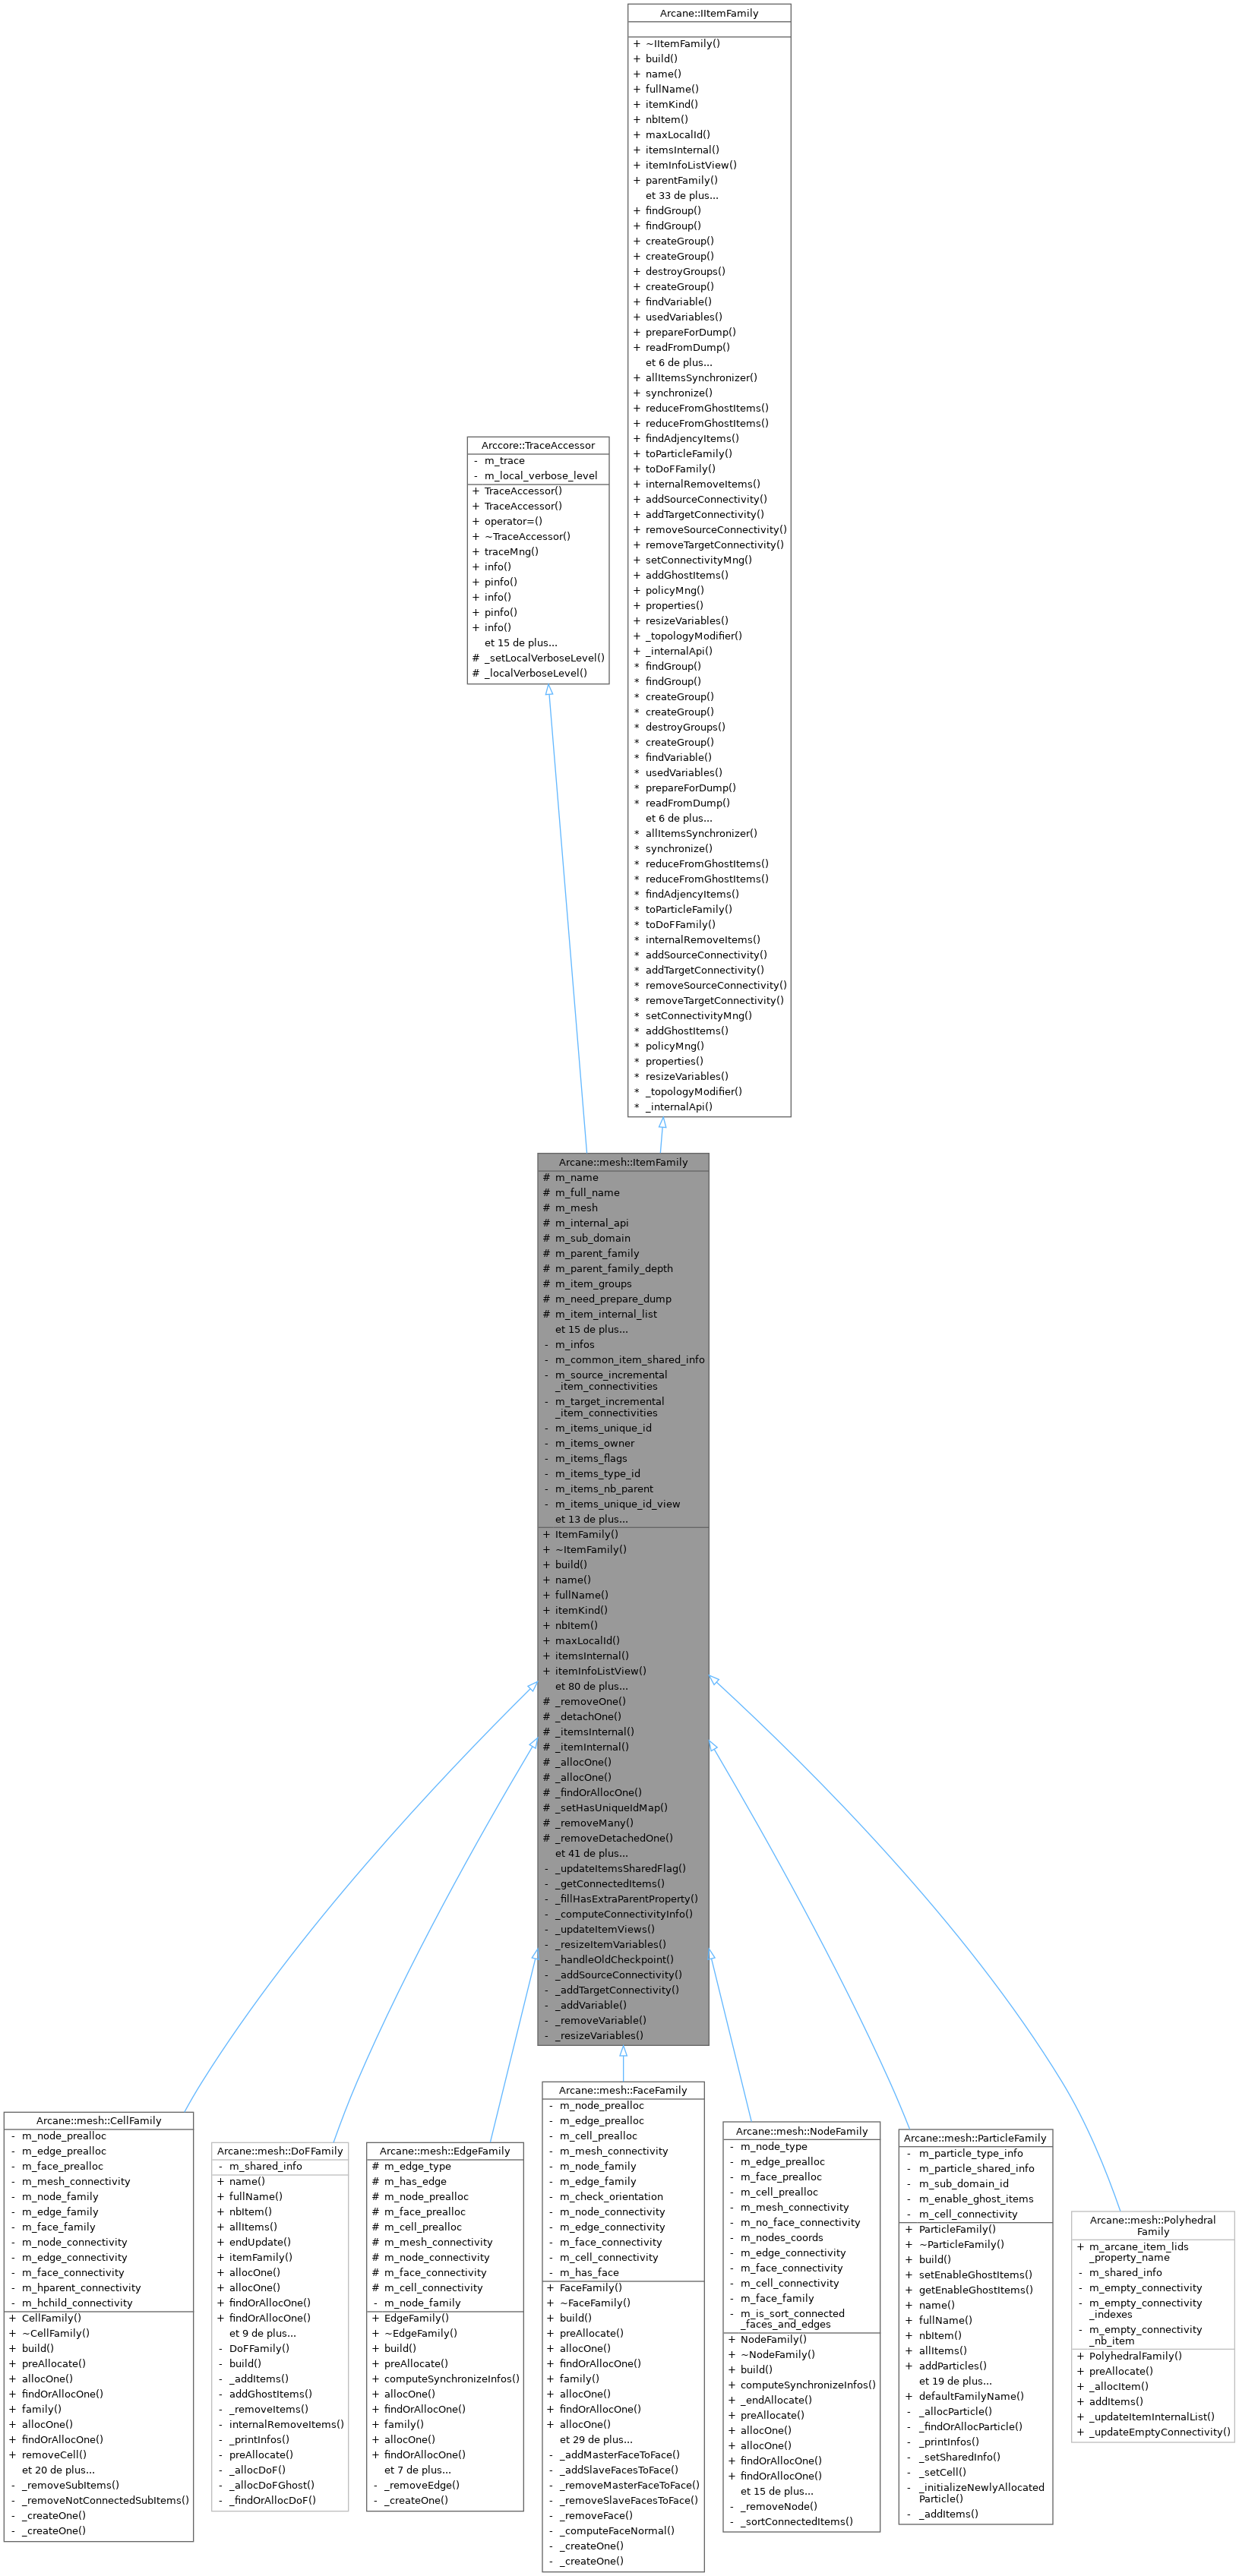 Arcane::IItemFamily
+ ~IItemFamily()
+ build()
+ name()
+ fullName()
+ itemKind()
+ nbItem()
+ maxLocalId()
+ itemsInternal()
+ itemInfoListView()
+ parentFamily()
et 33 de plus...
+ findGroup()
+ findGroup()
+ createGroup()
+ createGroup()
+ destroyGroups()
+ createGroup()
+ findVariable()
+ usedVariables()
+ prepareForDump()
+ readFromDump()
et 6 de plus...
+ allItemsSynchronizer()
+ synchronize()
+ reduceFromGhostItems()
+ reduceFromGhostItems()
+ findAdjencyItems()
+ toParticleFamily()
+ toDoFFamily()
+ internalRemoveItems()
+ addSourceConnectivity()
+ addTargetConnectivity()
+ removeSourceConnectivity()
+ removeTargetConnectivity()
+ setConnectivityMng()
+ addGhostItems()
+ policyMng()
+ properties()
+ resizeVariables()
+ _topologyModifier()
+ _internalApi()
* findGroup()
* findGroup()
* createGroup()
* createGroup()
* destroyGroups()
* createGroup()
* findVariable()
* usedVariables()
* prepareForDump()
* readFromDump()
et 6 de plus...
* allItemsSynchronizer()
* synchronize()
* reduceFromGhostItems()
* reduceFromGhostItems()
* findAdjencyItems()
* toParticleFamily()
* toDoFFamily()
* internalRemoveItems()
* addSourceConnectivity()
* addTargetConnectivity()
* removeSourceConnectivity()
* removeTargetConnectivity()
* setConnectivityMng()
* addGhostItems()
* policyMng()
* properties()
* resizeVariables()
* _topologyModifier()
* _internalApi()
Arccore::TraceAccessor
- m_trace
- m_local_verbose_level
+ TraceAccessor()
+ TraceAccessor()
+ operator=()
+ ~TraceAccessor()
+ traceMng()
+ info()
+ pinfo()
+ info()
+ pinfo()
+ info()
et 15 de plus...
# _setLocalVerboseLevel()
# _localVerboseLevel()
Arcane::mesh::ItemFamily
# m_name
# m_full_name
# m_mesh
# m_internal_api
# m_sub_domain
# m_parent_family
# m_parent_family_depth
# m_item_groups
# m_need_prepare_dump
# m_item_internal_list
et 15 de plus...
- m_infos
- m_common_item_shared_info
- m_source_incremental
_item_connectivities
- m_target_incremental
_item_connectivities
- m_items_unique_id
- m_items_owner
- m_items_flags
- m_items_type_id
- m_items_nb_parent
- m_items_unique_id_view
et 13 de plus...
+ ItemFamily()
+ ~ItemFamily()
+ build()
+ name()
+ fullName()
+ itemKind()
+ nbItem()
+ maxLocalId()
+ itemsInternal()
+ itemInfoListView()
et 80 de plus...
# _removeOne()
# _detachOne()
# _itemsInternal()
# _itemInternal()
# _allocOne()
# _allocOne()
# _findOrAllocOne()
# _setHasUniqueIdMap()
# _removeMany()
# _removeDetachedOne()
et 41 de plus...
- _updateItemsSharedFlag()
- _getConnectedItems()
- _fillHasExtraParentProperty()
- _computeConnectivityInfo()
- _updateItemViews()
- _resizeItemVariables()
- _handleOldCheckpoint()
- _addSourceConnectivity()
- _addTargetConnectivity()
- _addVariable()
- _removeVariable()
- _resizeVariables()
Arcane::mesh::CellFamily
- m_node_prealloc
- m_edge_prealloc
- m_face_prealloc
- m_mesh_connectivity
- m_node_family
- m_edge_family
- m_face_family
- m_node_connectivity
- m_edge_connectivity
- m_face_connectivity
- m_hparent_connectivity
- m_hchild_connectivity
+ CellFamily()
+ ~CellFamily()
+ build()
+ preAllocate()
+ allocOne()
+ findOrAllocOne()
+ family()
+ allocOne()
+ findOrAllocOne()
+ removeCell()
et 20 de plus...
- _removeSubItems()
- _removeNotConnectedSubItems()
- _createOne()
- _createOne()
Arcane::mesh::DoFFamily
- m_shared_info
+ name()
+ fullName()
+ nbItem()
+ allItems()
+ endUpdate()
+ itemFamily()
+ allocOne()
+ allocOne()
+ findOrAllocOne()
+ findOrAllocOne()
et 9 de plus...
- DoFFamily()
- build()
- _addItems()
- addGhostItems()
- _removeItems()
- internalRemoveItems()
- _printInfos()
- preAllocate()
- _allocDoF()
- _allocDoFGhost()
- _findOrAllocDoF()
Arcane::mesh::EdgeFamily
# m_edge_type
# m_has_edge
# m_node_prealloc
# m_face_prealloc
# m_cell_prealloc
# m_mesh_connectivity
# m_node_connectivity
# m_face_connectivity
# m_cell_connectivity
- m_node_family
+ EdgeFamily()
+ ~EdgeFamily()
+ build()
+ preAllocate()
+ computeSynchronizeInfos()
+ allocOne()
+ findOrAllocOne()
+ family()
+ allocOne()
+ findOrAllocOne()
et 7 de plus...
- _removeEdge()
- _createOne()
Arcane::mesh::FaceFamily
- m_node_prealloc
- m_edge_prealloc
- m_cell_prealloc
- m_mesh_connectivity
- m_node_family
- m_edge_family
- m_check_orientation
- m_node_connectivity
- m_edge_connectivity
- m_face_connectivity
- m_cell_connectivity
- m_has_face
+ FaceFamily()
+ ~FaceFamily()
+ build()
+ preAllocate()
+ allocOne()
+ findOrAllocOne()
+ family()
+ allocOne()
+ findOrAllocOne()
+ allocOne()
et 29 de plus...
- _addMasterFaceToFace()
- _addSlaveFacesToFace()
- _removeMasterFaceToFace()
- _removeSlaveFacesToFace()
- _removeFace()
- _computeFaceNormal()
- _createOne()
- _createOne()
Arcane::mesh::NodeFamily
- m_node_type
- m_edge_prealloc
- m_face_prealloc
- m_cell_prealloc
- m_mesh_connectivity
- m_no_face_connectivity
- m_nodes_coords
- m_edge_connectivity
- m_face_connectivity
- m_cell_connectivity
- m_face_family
- m_is_sort_connected
_faces_and_edges
+ NodeFamily()
+ ~NodeFamily()
+ build()
+ computeSynchronizeInfos()
+ _endAllocate()
+ preAllocate()
+ allocOne()
+ allocOne()
+ findOrAllocOne()
+ findOrAllocOne()
et 15 de plus...
- _removeNode()
- _sortConnectedItems()
Arcane::mesh::ParticleFamily
- m_particle_type_info
- m_particle_shared_info
- m_sub_domain_id
- m_enable_ghost_items
- m_cell_connectivity
+ ParticleFamily()
+ ~ParticleFamily()
+ build()
+ setEnableGhostItems()
+ getEnableGhostItems()
+ name()
+ fullName()
+ nbItem()
+ allItems()
+ addParticles()
et 19 de plus...
+ defaultFamilyName()
- _allocParticle()
- _findOrAllocParticle()
- _printInfos()
- _setSharedInfo()
- _setCell()
- _initializeNewlyAllocated
Particle()
- _addItems()
Arcane::mesh::Polyhedral
Family
+ m_arcane_item_lids
_property_name
- m_shared_info
- m_empty_connectivity
- m_empty_connectivity
_indexes
- m_empty_connectivity
_nb_item
+ PolyhedralFamily()
+ preAllocate()
+ _allocItem()
+ addItems()
+ _updateItemInternalList()
+ _updateEmptyConnectivity()